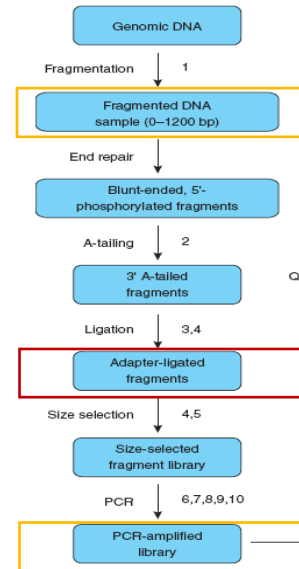 Genomic DNA
Fragmentation 1
Fragmented DNA
sample (0–1200 bp)
End repair
Blunt-ended, 5'-
phosphorylated fragments
A-tailing 2
3' A-tailed
fragments
Q
Ligation 3,4
Adapter-ligated
fragments
Size selection 4,5
Size-selected
fragment library
PCR 6,7,8,9,10
PCR-amplified
library